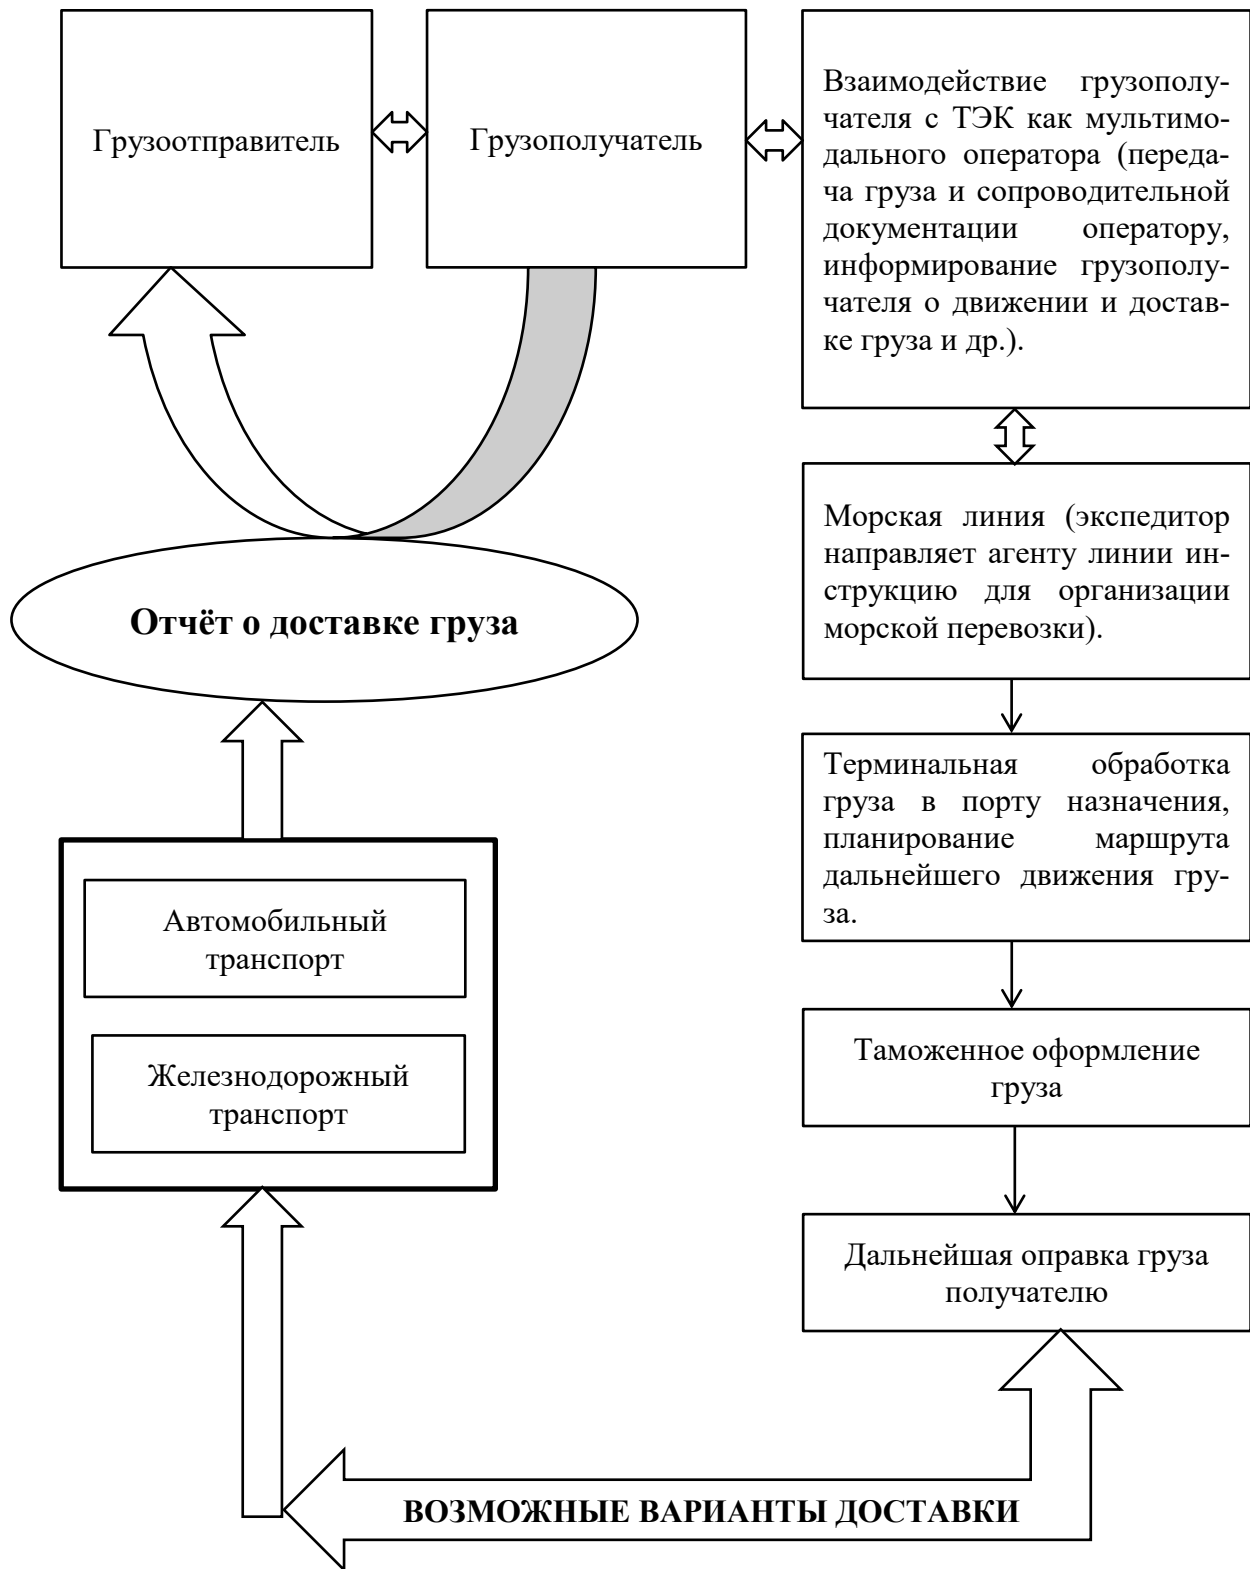 Грузоотправитель
Грузополучатель
Взаимодействие грузополу-
чателя с ТЭК как мультимо-
дального оператора (переда-
ча груза и сопроводительной
документации оператору,
информирование грузополу-
чателя о движении и достав-
ке груза и др.).
Морская линия (экспедитор
направляет агенту линии ин-
струкцию для организации
морской перевозки).
Отчёт о доставке груза
Терминальная обработка
груза в порту назначения,
планирование маршрута
дальнейшего движения гру-
за.
Автомобильный
транспорт
Железнодорожный
транспорт
Таможенное оформление
груза
Дальнейшая оправка груза
получателю
ВОЗМОЖНЫЕ ВАРИАНТЫ ДОСТАВКИ